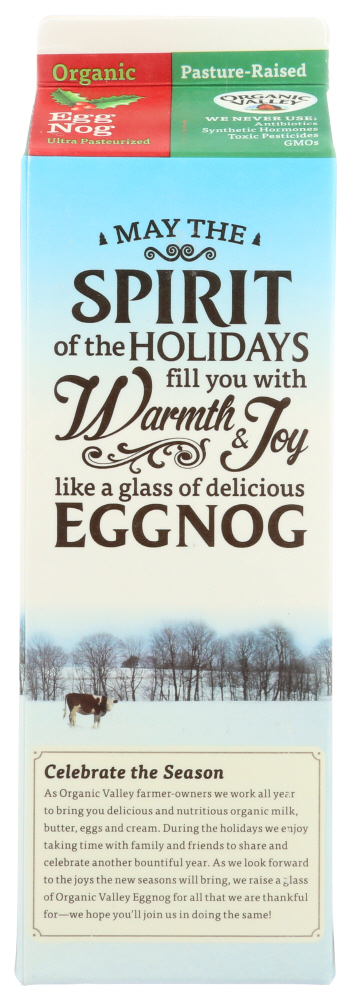 Organic
Egg
Nog
Ultra Pasteurized
Pasture-Raised
ORGANIC
VALLEY
WE NEVER USE:
Antibiotics
Synthetic Hormones
Toxic Pesticides
GMOs
MAY THE
SPIRIT
of the HOLIDAYS
fill you with
Warmth
& Joy
like a glass of delicious
EGGNOG
Celebrate the Season
As Organic Valley farmer-owners we work all year
to bring you delicious and nutritious organic milk,
butter, eggs and cream. During the holidays we enjoy
taking time with family and friends to share and
celebrate another bountiful year. As we look forward
to the joys the new seasons will bring, we raise a glass
of Organic Valley Eggnog for all that we are thankful
for—we hope you'll join us in doing the same!